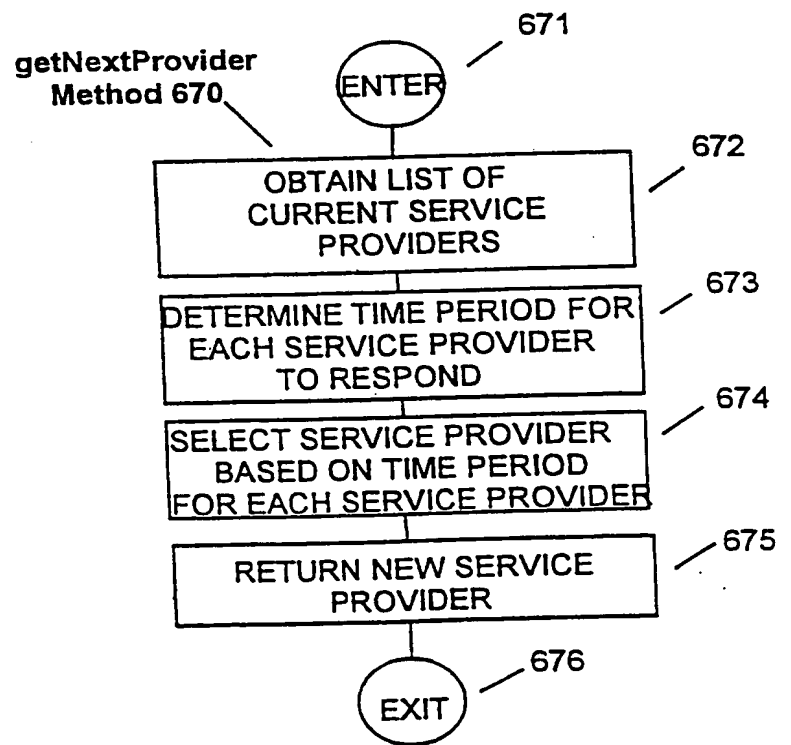 671
getNextProvider
Method 670
ENTER
672
OBTAIN LIST OF
CURRENT SERVICE
PROVIDERS
673
DETERMINE TIME PERIOD FOR
EACH SERVICE PROVIDER
TO RESPOND
674
SELECT SERVICE PROVIDER
BASED ON TIME PERIOD
FOR EACH SERVICE PROVIDER
675
RETURN NEW SERVICE
PROVIDER
676
EXIT